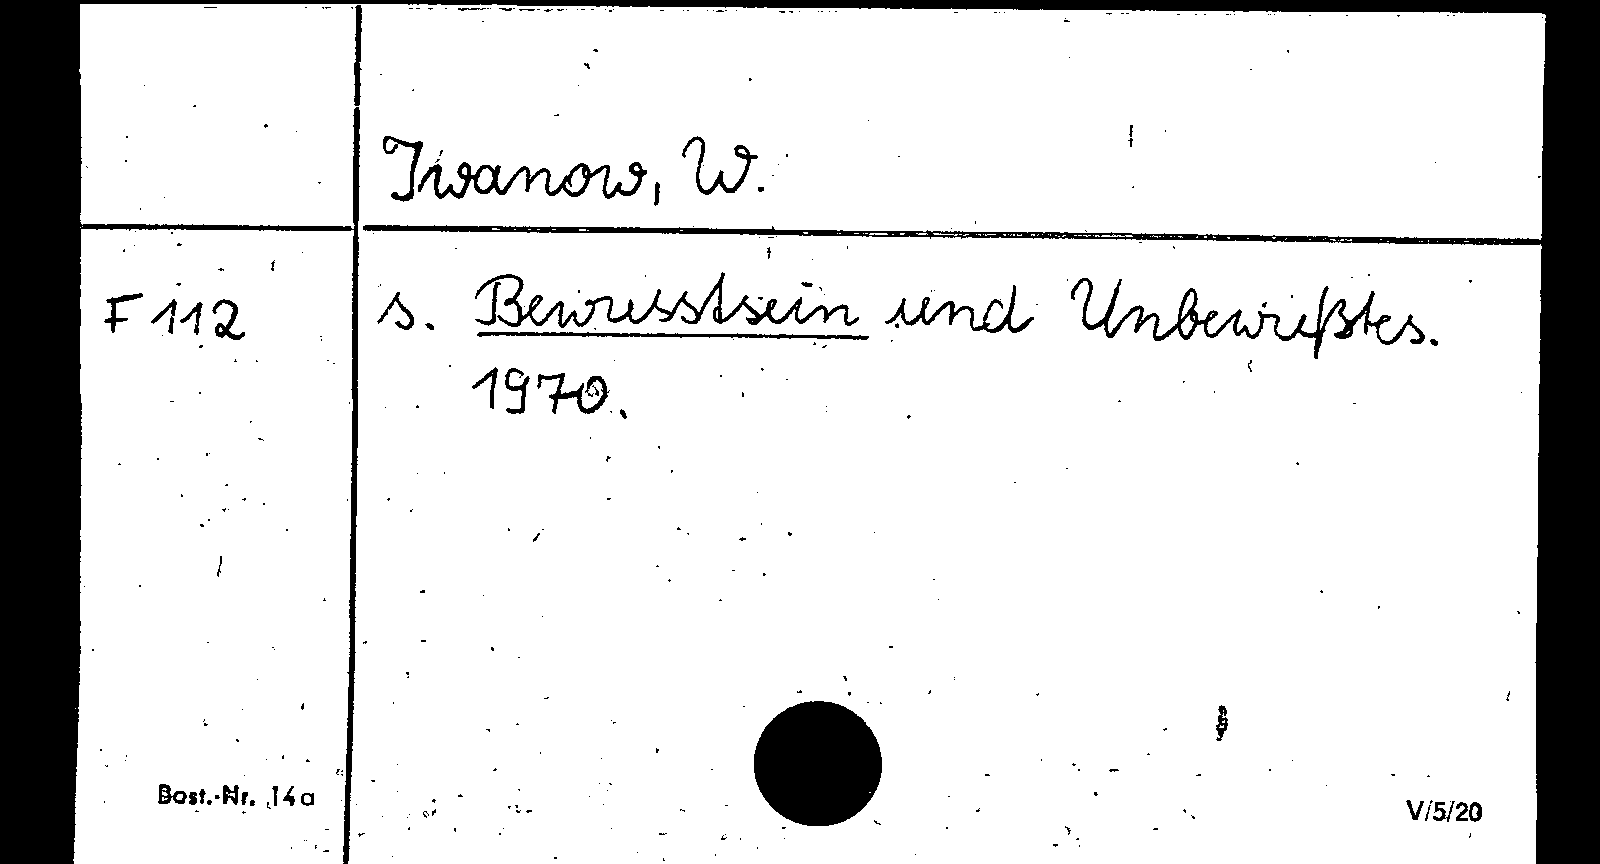 Iwanow, W.
F 112 s. Bewusstsein und Unbewußtes.
1970.
Best.-Nr. 14a
V/5/20